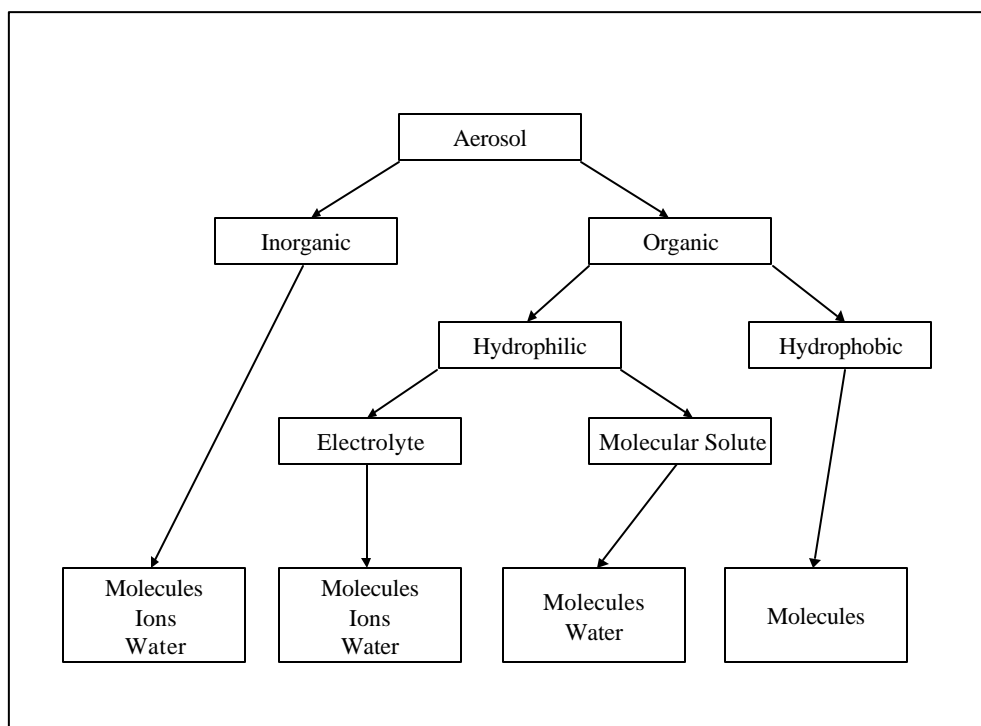 Aerosol
Inorganic
Organic
Hydrophilic
Hydrophobic
Electrolyte
Molecular Solute
Molecules
Ions
Water
Molecules
Ions
Water
Molecules
Water
Molecules